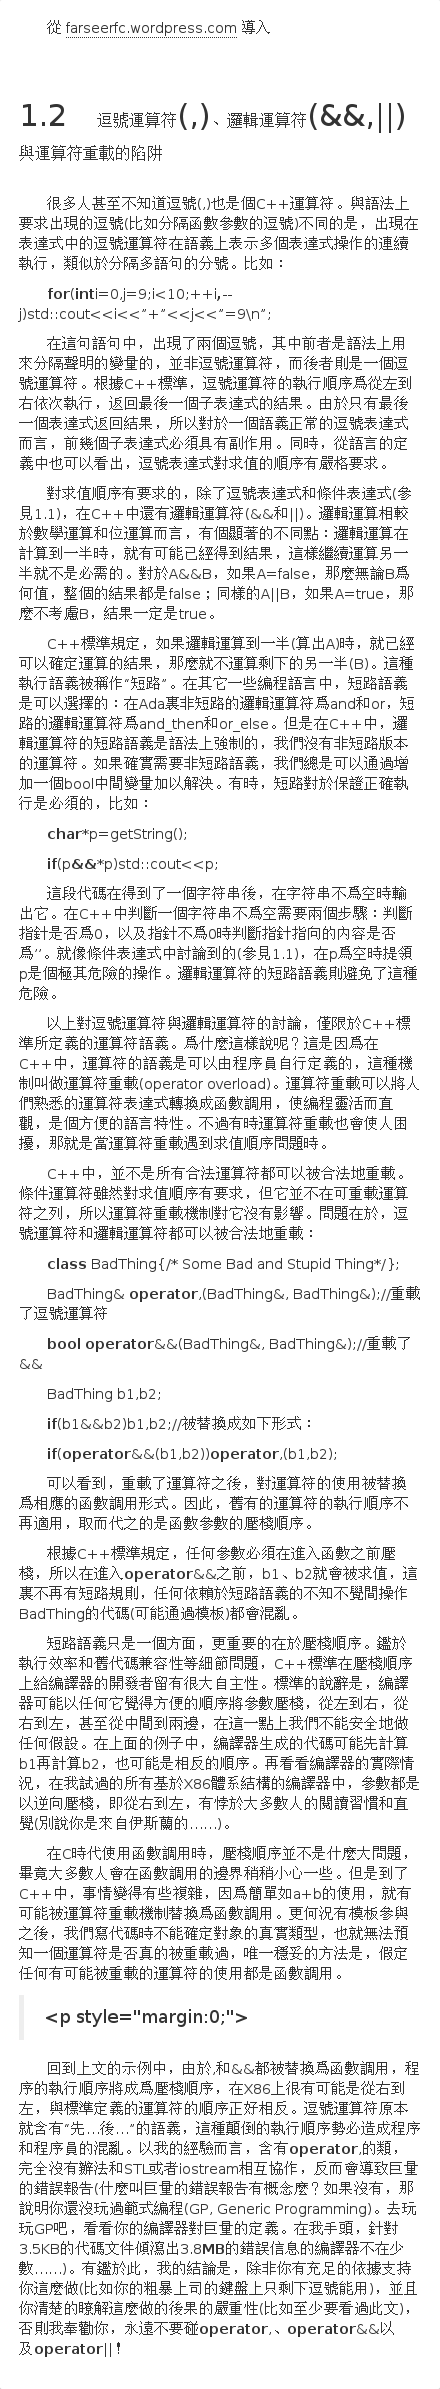 從 farseerfc.wordpress.com 導入
1.2 逗號運算符(,)、邏輯運算符(&&,||)
與運算符重載的陷阱
很多人甚至不知道逗號(,)也是個C++運算符。與語法上
要求出現的逗號(比如分隔函數參數的逗號)不同的是，出現在
表達式中的逗號運算符在語義上表示多個表達式操作的連續
執行，類似於分隔多語句的分號。比如：
for(inti=0,j=9;i<10;++i,--
j)std::cout<<i<<”+”<<j<<”=9\n”;
在這句語句中，出現了兩個逗號，其中前者是語法上用
來分隔聲明的變量的，並非逗號運算符，而後者則是一個逗
號運算符。根據C++標準，逗號運算符的執行順序爲從左到
右依次執行，返回最後一個子表達式的結果。由於只有最後
一個表達式返回結果，所以對於一個語義正常的逗號表達式
而言，前幾個子表達式必須具有副作用。同時，從語言的定
義中也可以看出，逗號表達式對求值的順序有嚴格要求。
對求值順序有要求的，除了逗號表達式和條件表達式(參
見1.1)，在C++中還有邏輯運算符(&&和||)。邏輯運算相較
於數學運算和位運算而言，有個顯著的不同點：邏輯運算在
計算到一半時，就有可能已經得到結果，這樣繼續運算另一
半就不是必需的。對於A&&B，如果A=false，那麼無論B爲
何值，整個的結果都是false；同樣的A||B，如果A=true，那
麼不考慮B，結果一定是true。
C++標準規定，如果邏輯運算到一半(算出A)時，就已經
可以確定運算的結果，那麼就不運算剩下的另一半(B)。這種
執行語義被稱作“短路”。在其它一些編程語言中，短路語義
是可以選擇的：在Ada裏非短路的邏輯運算符爲and和or，短
路的邏輯運算符爲and_then和or_else。但是在C++中，邏
輯運算符的短路語義是語法上強制的，我們沒有非短路版本
的運算符。如果確實需要非短路語義，我們總是可以通過增
加一個bool中間變量加以解決。有時，短路對於保證正確執
行是必須的，比如：
char*p=getString();
if(p&&*p)std::cout<<p;
這段代碼在得到了一個字符串後，在字符串不爲空時輸
出它。在C++中判斷一個字符串不爲空需要兩個步驟：判斷
指針是否爲0，以及指針不爲0時判斷指針指向的內容是否
爲’’。就像條件表達式中討論到的(參見1.1)，在p爲空時提領
p是個極其危險的操作。邏輯運算符的短路語義則避免了這種
危險。
以上對逗號運算符與邏輯運算符的討論，僅限於C++標
準所定義的運算符語義。爲什麼這樣說呢？這是因爲在
C++中，運算符的語義是可以由程序員自行定義的，這種機
制叫做運算符重載(operator overload)。運算符重載可以將人
們熟悉的運算符表達式轉換成函數調用，使編程靈活而直
觀，是個方便的語言特性。不過有時運算符重載也會使人困
擾，那就是當運算符重載遇到求值順序問題時。
C++中，並不是所有合法運算符都可以被合法地重載。
條件運算符雖然對求值順序有要求，但它並不在可重載運算
符之列，所以運算符重載機制對它沒有影響。問題在於，逗
號運算符和邏輯運算符都可以被合法地重載：
class BadThing{/* Some Bad and Stupid Thing*/};
BadThing& operator,(BadThing&, BadThing&);//重載
了逗號運算符
bool operator&&(BadThing&, BadThing&);//重載了
&&
BadThing b1,b2;
if(b1&&b2)b1,b2;//被替換成如下形式：
if(operator&&(b1,b2))operator,(b1,b2);
可以看到，重載了運算符之後，對運算符的使用被替換
爲相應的函數調用形式。因此，舊有的運算符的執行順序不
再適用，取而代之的是函數參數的壓棧順序。
根據C++標準規定，任何參數必須在進入函數之前壓
棧，所以在進入operator&&之前，b1、b2就會被求值，這
裏不再有短路規則，任何依賴於短路語義的不知不覺間操作
BadThing的代碼(可能通過模板)都會混亂。
短路語義只是一個方面，更重要的在於壓棧順序。鑑於
執行效率和舊代碼兼容性等細節問題，C++標準在壓棧順序
上給編譯器的開發者留有很大自主性。標準的說辭是，編譯
器可能以任何它覺得方便的順序將參數壓棧，從左到右，從
右到左，甚至從中間到兩邊，在這一點上我們不能安全地做
任何假設。在上面的例子中，編譯器生成的代碼可能先計算
b1再計算b2，也可能是相反的順序。再看看編譯器的實際情
況，在我試過的所有基於X86體系結構的編譯器中，參數都是
以逆向壓棧，即從右到左，有悖於大多數人的閱讀習慣和直
覺(別說你是來自伊斯蘭的……)。
在C時代使用函數調用時，壓棧順序並不是什麼大問題，
畢竟大多數人會在函數調用的邊界稍稍小心一些。但是到了
C++中，事情變得有些複雜，因爲簡單如a+b的使用，就有
可能被運算符重載機制替換爲函數調用。更何況有模板參與
之後，我們寫代碼時不能確定對象的真實類型，也就無法預
知一個運算符是否真的被重載過，唯一穩妥的方法是，假定
任何有可能被重載的運算符的使用都是函數調用。
<p style="margin:0;">
回到上文的示例中，由於,和&&都被替換爲函數調用，程
序的執行順序將成爲壓棧順序，在X86上很有可能是從右到
左，與標準定義的運算符的順序正好相反。逗號運算符原本
就含有“先…後…”的語義，這種顛倒的執行順序勢必造成程序
和程序員的混亂。以我的經驗而言，含有operator,的類，
完全沒有辦法和STL或者iostream相互協作，反而會導致巨量
的錯誤報告(什麼叫巨量的錯誤報告有概念麼？如果沒有，那
說明你還沒玩過範式編程(GP, Generic Programming)。去玩
玩GP吧，看看你的編譯器對巨量的定義。在我手頭，針對
3.5KB的代碼文件傾瀉出3.8MB的錯誤信息的編譯器不在少
數……)。有鑑於此，我的結論是，除非你有充足的依據支持
你這麼做(比如你的粗暴上司的鍵盤上只剩下逗號能用)，並且
你清楚的瞭解這麼做的後果的嚴重性(比如至少要看過此文)，
否則我奉勸你，永遠不要碰operator,、operator&&以
及operator||！